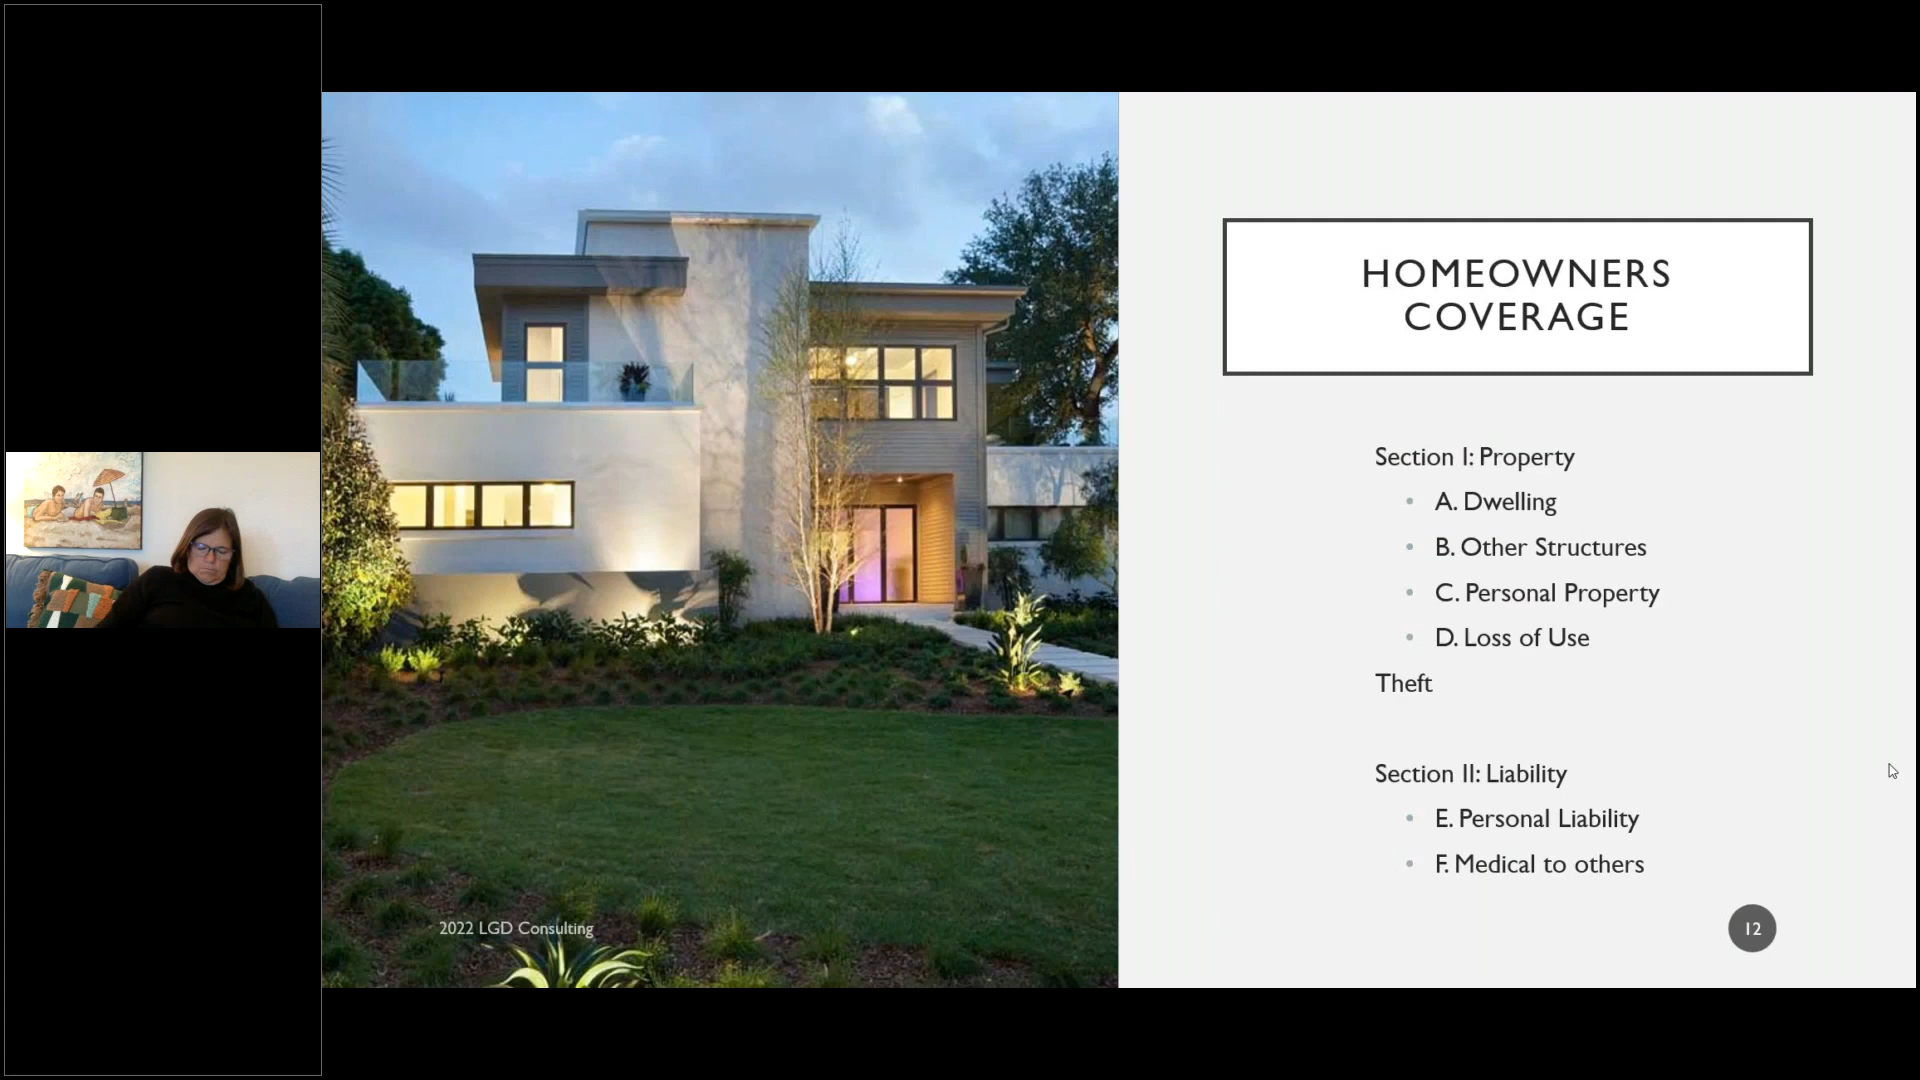 HOMEOWNERS
COVERAGE
Section I: Property
• A. Dwelling
• B. Other Structures
• C. Personal Property
• D. Loss of Use
Theft
Section II: Liability
• E. Personal Liability
• F. Medical to others
2022 LGD Consulting
12